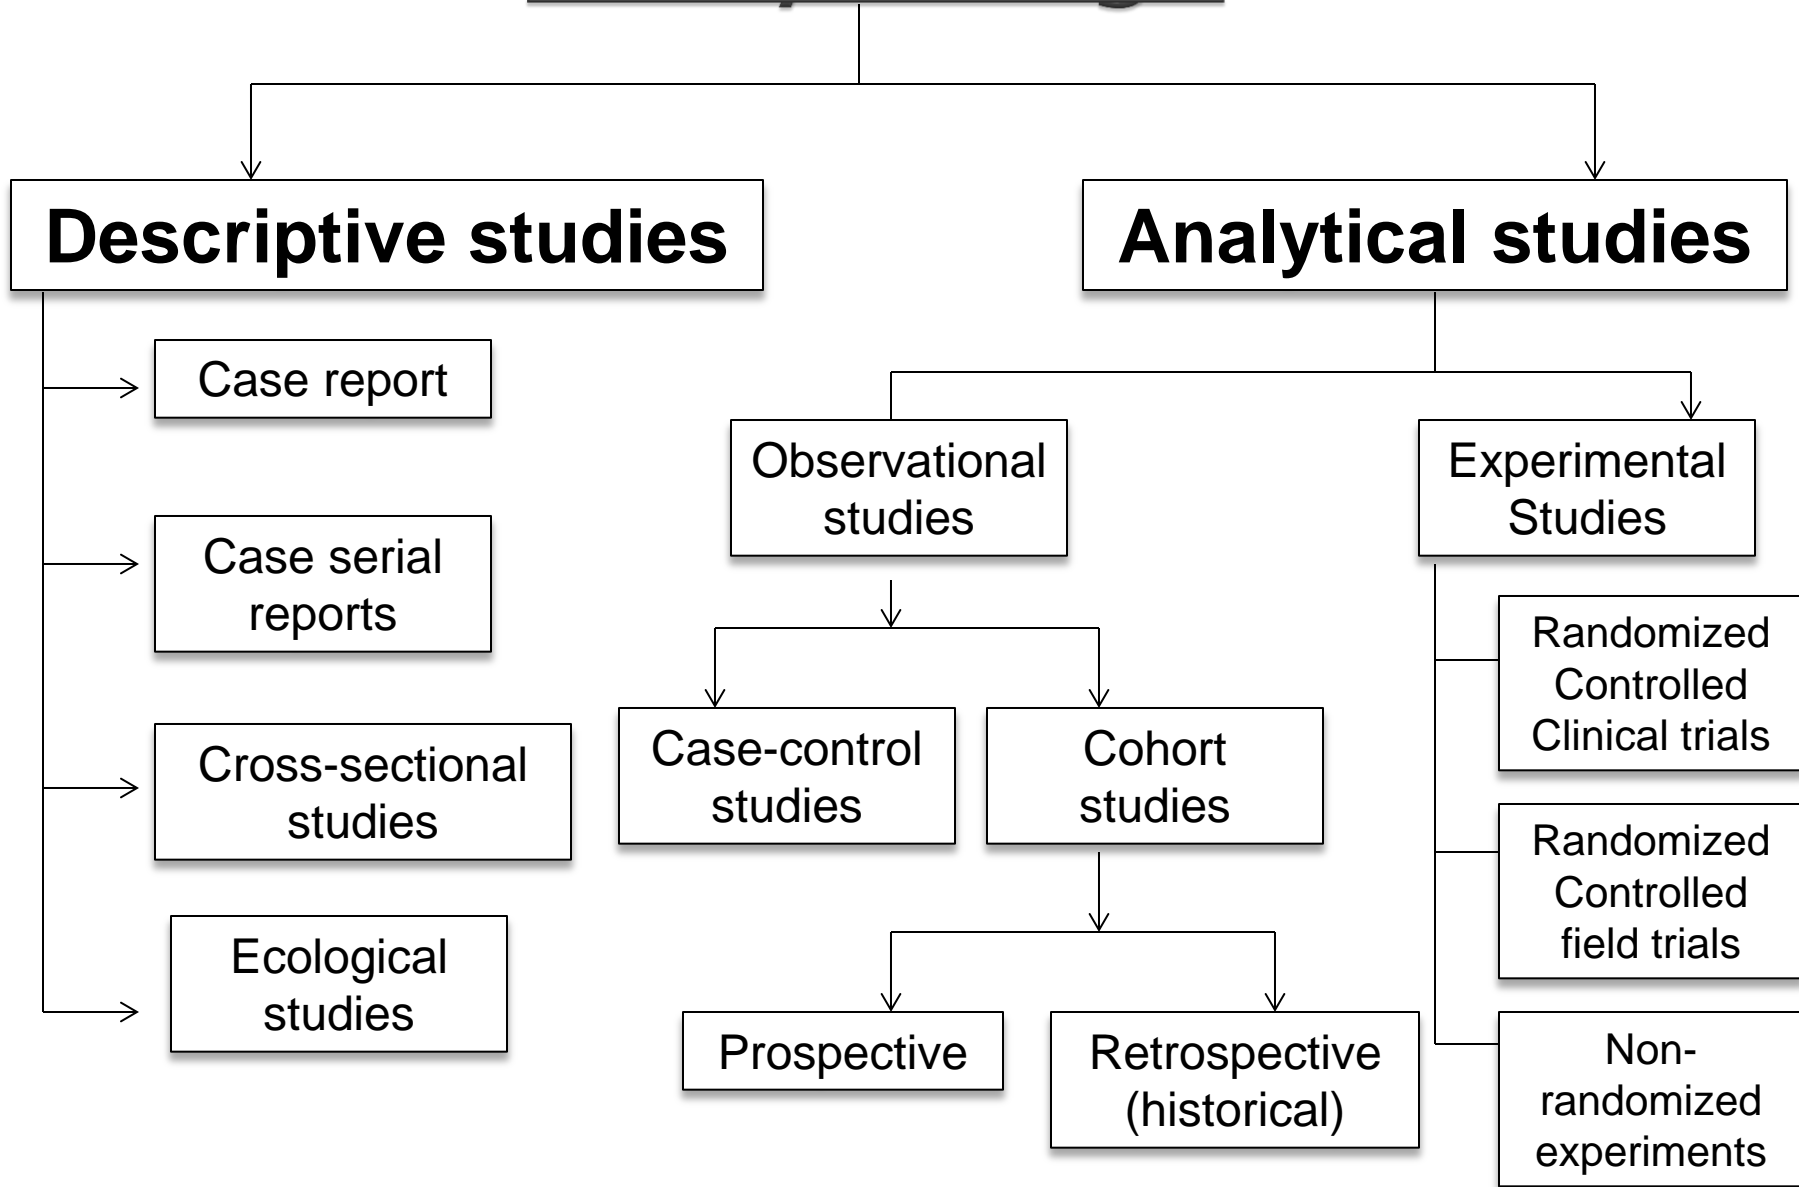 Descriptive studies
Analytical studies
Case report
Case serial
reports
Cross-sectional
studies
Ecological
studies
Observational
studies
Experimental
Studies
Case-control
studies
Cohort
studies
Prospective
Retrospective
(historical)
Randomized
Controlled
Clinical trials
Randomized
Controlled
field trials
Non-
randomized
experiments